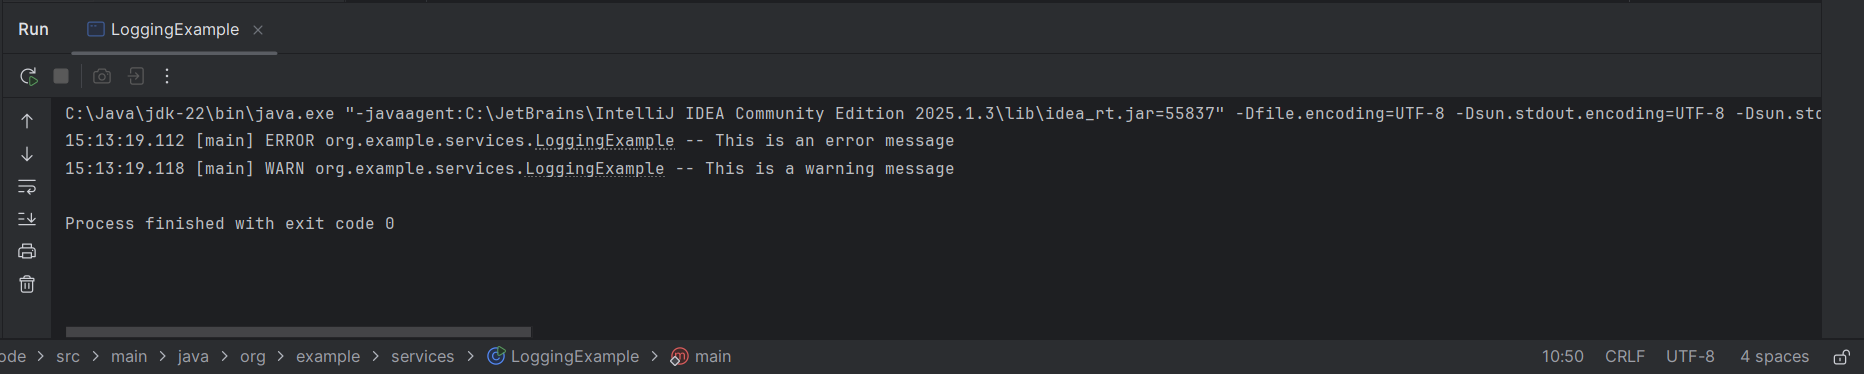 Run LoggingExample
C:\Java\jdk-22\bin\java.exe "-javaagent:C:\JetBrains\IntelliJ IDEA Community Edition 2025.1.3\lib\idea_rt.jar=55837" -Dfile.encoding=UTF-8 -Dsun.stdout.encoding=UTF-8 -Dsun.std
15:13:19.112 [main] ERROR org.example.services.LoggingExample -- This is an error message
15:13:19.118 [main] WARN org.example.services.LoggingExample -- This is a warning message
Process finished with exit code 0
ode > src > main > java > org > example > services > LoggingExample > main 10:50 CRLF UTF-8 4 spaces